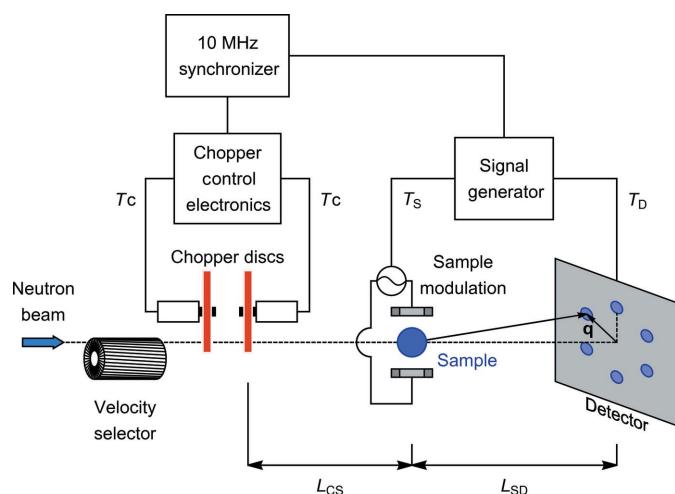 10 MHz
synchronizer
Chopper
control
electronics
Signal
generator
Tc
Tc
TS
TD
Chopper discs
Sample
modulation
Neutron
beam
q
Sample
Velocity
selector
Detector
LCS
LSD